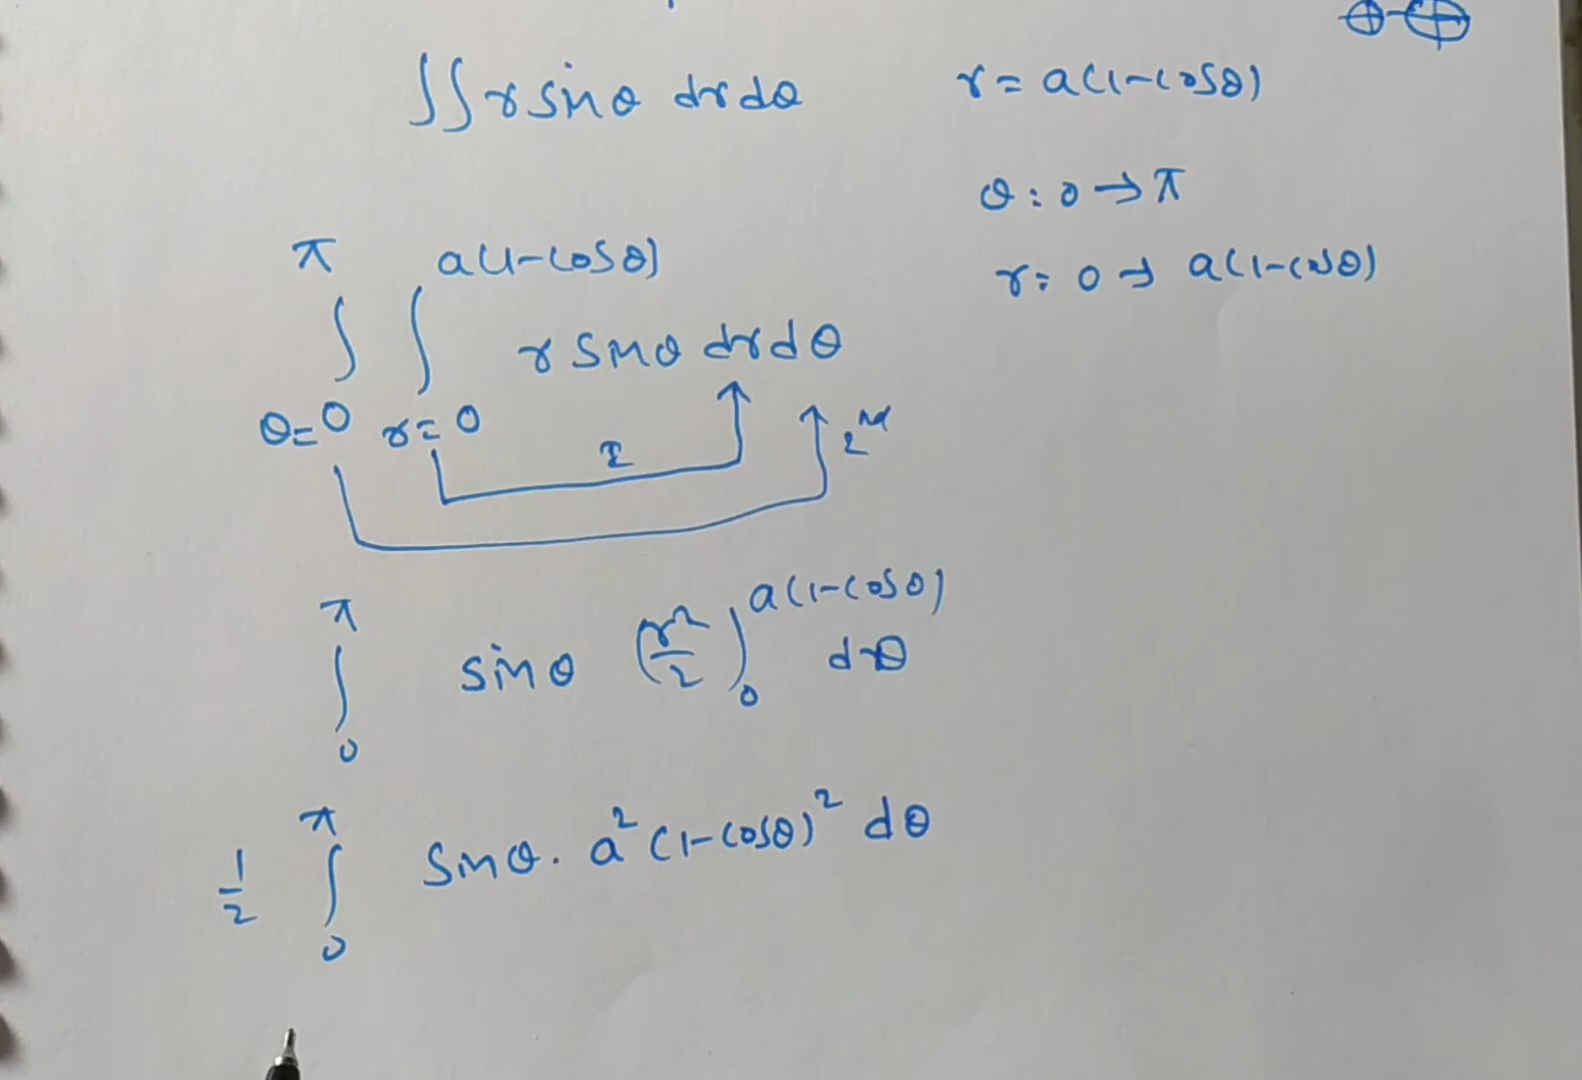 ∫∫ r sinθ dr dθ
r = a(1-cosθ)
θ : 0 → π
r : 0 → a(1-cosθ)
π a(1-cosθ)
∫ ∫ r sinθ dr dθ
θ=0 r=0
I 2nd
π a(1-cosθ)
∫ sinθ (r²/2) dθ
0 0
π
1/2 ∫ sinθ. a²(1-cosθ)² dθ
0